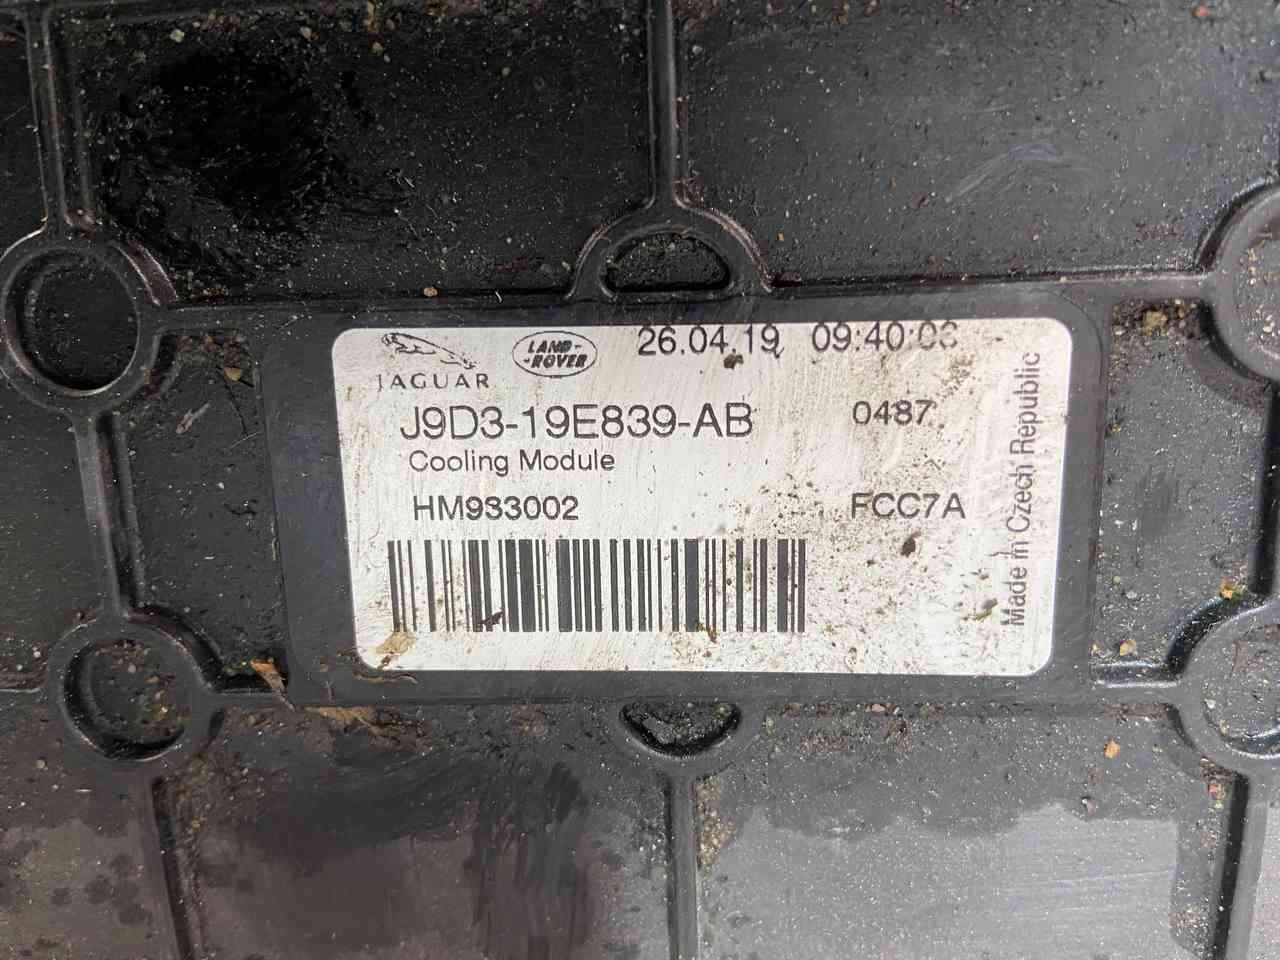 JAGUAR
LAND-
-ROVER
26.04.19 09:40:03
J9D3-19E839-AB 0487
Cooling Module
HM933002 FCC7A
Made in Czech Republic